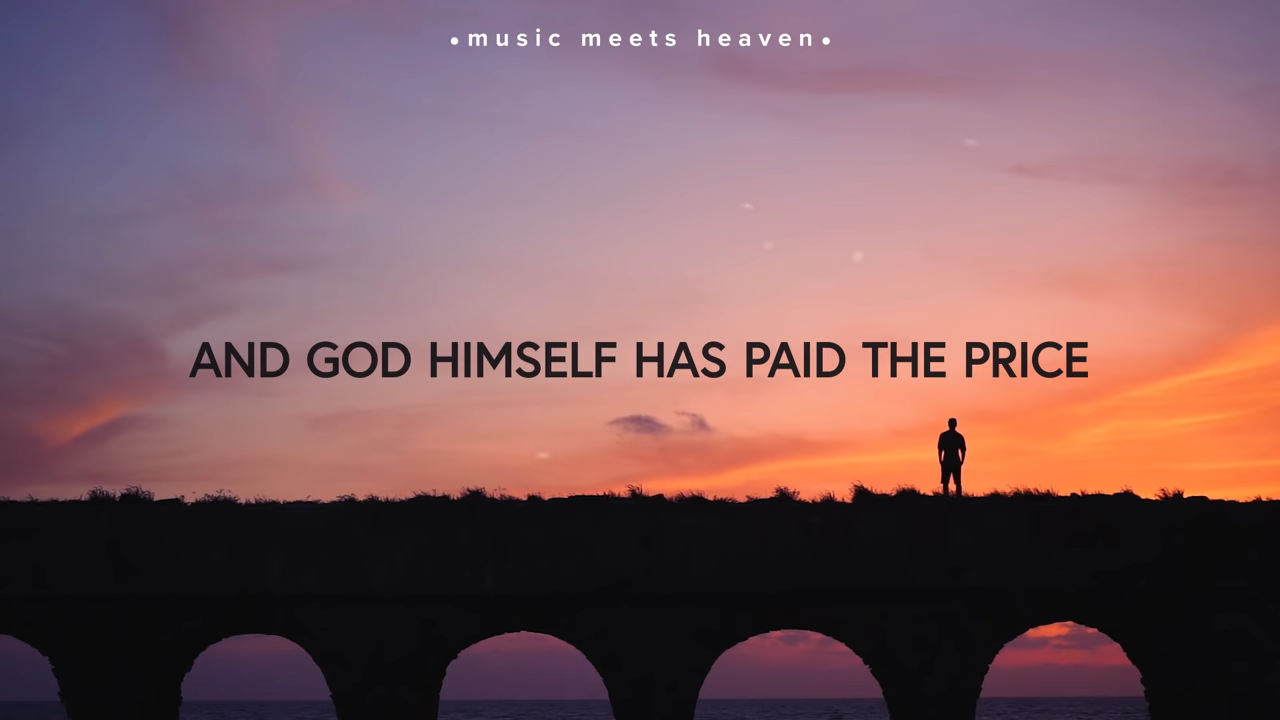 •music meets heaven•
AND GOD HIMSELF HAS PAID THE PRICE